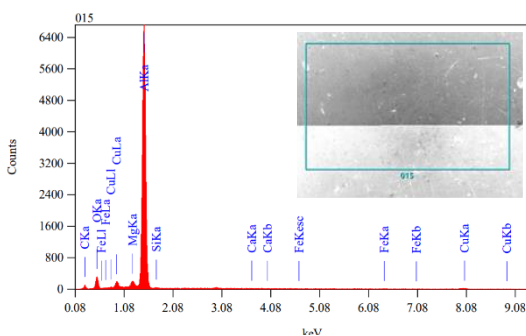 015
6400
5600
4800
4000
3200
2400
1600
800
0
Counts
CKa
OKa
FeLl
FeLa
CuLl
CuLa
MgKa
AlKa
SiKa
CaKa
CaKb
FeKesc
FeKa
FeKb
CuKa
CuKb
015
0.08 1.08 2.08 3.08 4.08 5.08 6.08 7.08 8.08 9.08
keV